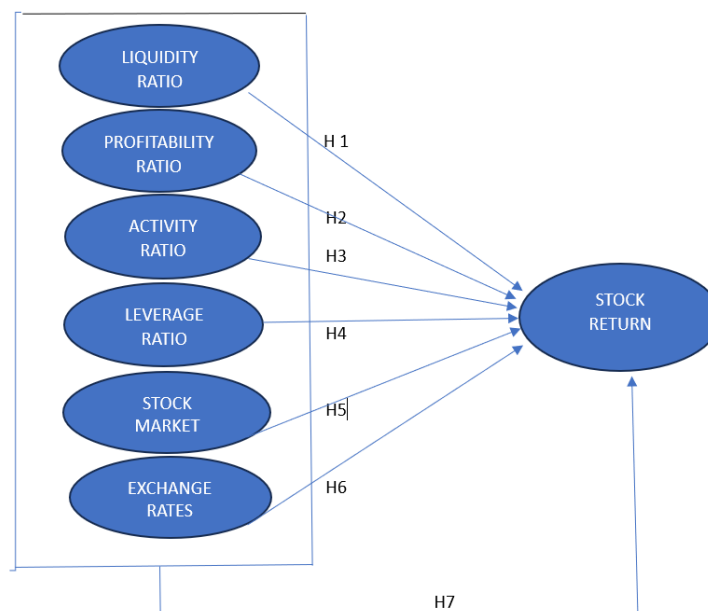 LIQUIDITY
RATIO
H 1
PROFITABILITY
RATIO
H2
ACTIVITY
RATIO
H3
STOCK
RETURN
LEVERAGE
RATIO
H4
STOCK
MARKET
H5
EXCHANGE
RATES
H6
H7